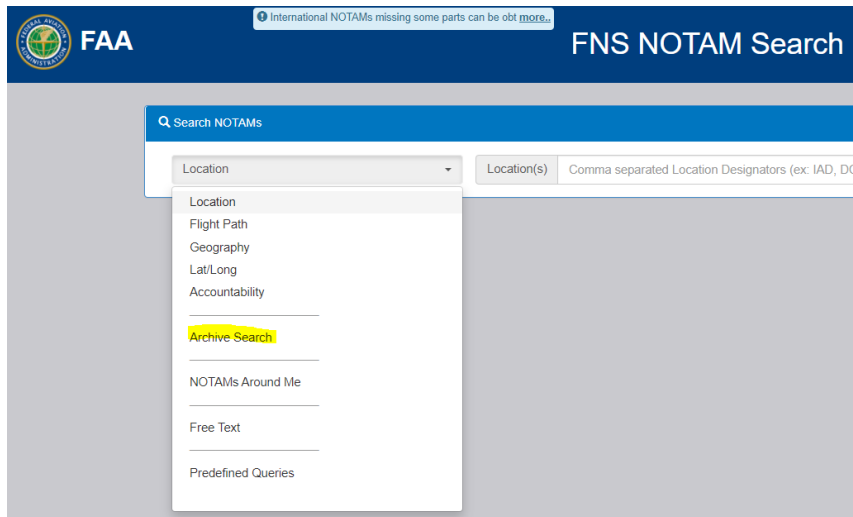 International NOTAMs missing some parts can be obt more..
FAA
FNS NOTAM Search
Search NOTAMs
Location
Location(s) Comma separated Location Designators (ex: IAD, DC
Location
Flight Path
Geography
Lat/Long
Accountability
Archive Search
NOTAMs Around Me
Free Text
Predefined Queries